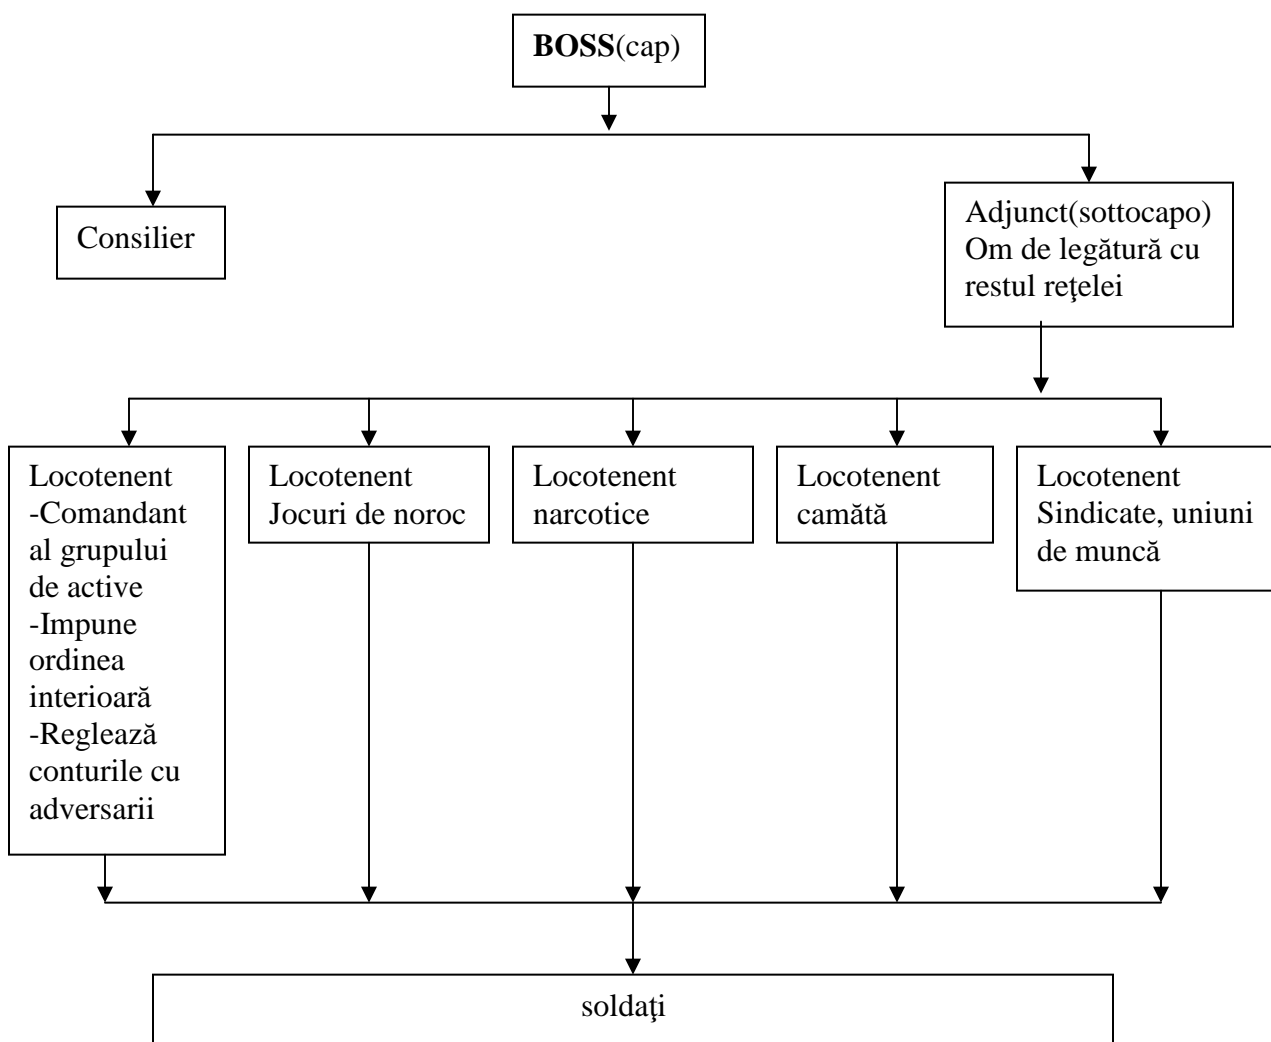 BOSS(cap)
Consilier
Adjunct(sottocapo)
Om de legătură cu
restul reţelei
Locotenent
-Comandant
al grupului
de active
-Impune
ordinea
interioară
-Reglează
conturile cu
adversarii
Locotenent
Jocuri de noroc
Locotenent
narcotice
Locotenent
camătă
Locotenent
Sindicate, uniuni
de muncă
soldaţi